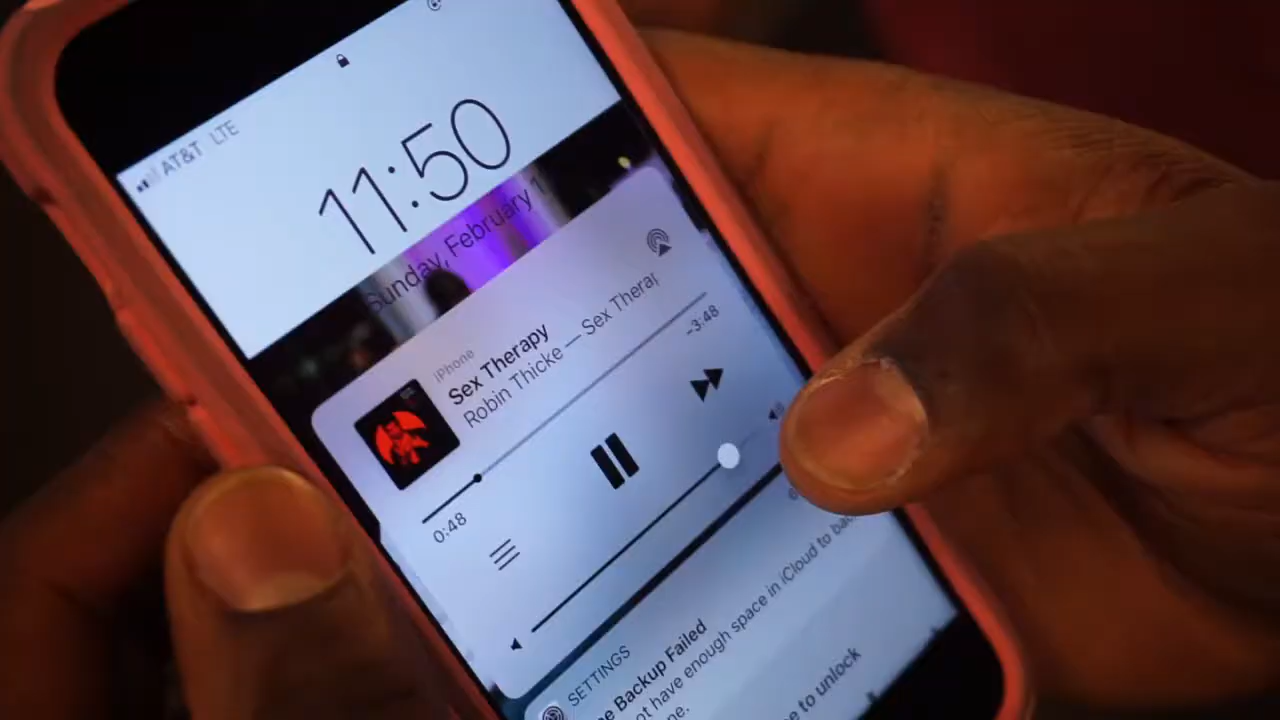 AT&T LTE
11:50
Sunday, February 1
iPhone
Sex Therapy
Robin Thicke — Sex Therap
0:48
-3:48
SETTINGS
Backup Failed
not have enough space in iCloud to
to unlock